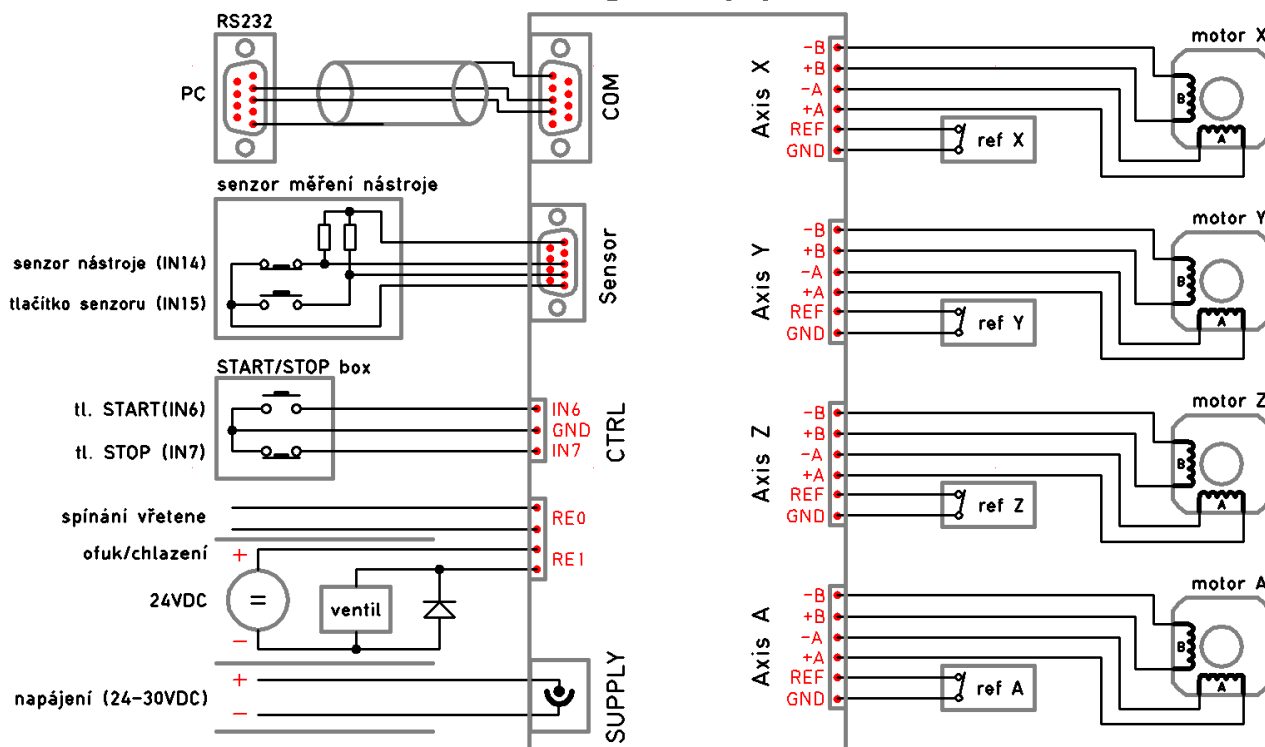 RS232
PC
COM
senzor měření nástroje
senzor nástroje (IN14)
tlačítko senzoru (IN15)
Sensor
START/STOP box
tl. START(IN6)
tl. STOP (IN7)
IN6
GND
IN7
CTRL
spínání vřetene
RE0
ofuk/chlazení
RE1
+
24VDC
=
−
ventil
napájení (24-30VDC)
+
−
SUPPLY
Axis X
-B
+B
-A
+A
REF
GND
ref X
motor X
B
A
Axis Y
-B
+B
-A
+A
REF
GND
ref Y
motor Y
B
A
Axis Z
-B
+B
-A
+A
REF
GND
ref Z
motor Z
B
A
Axis A
-B
+B
-A
+A
REF
GND
ref A
motor A
B
A